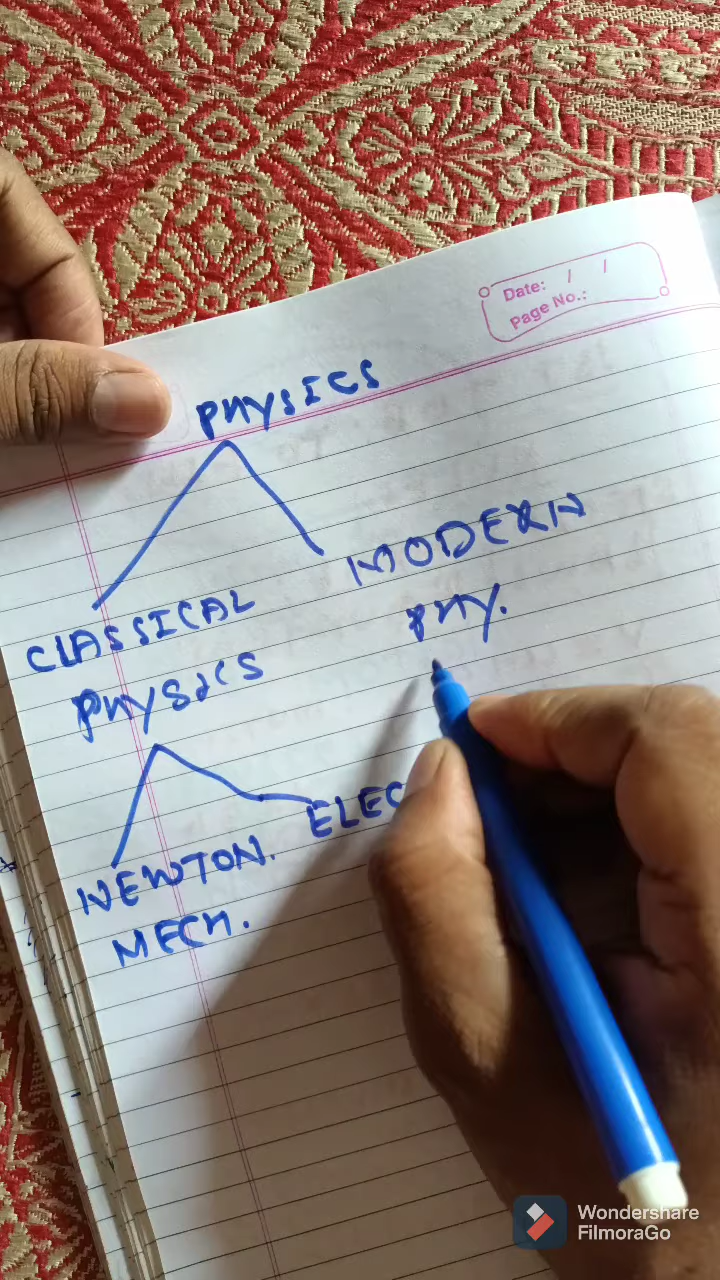 Date: / /
Page No.:
PHYSICS
MODERN
PHY.
CLASSICAL
PHYSICS
ELEC
NEWTON.
MECH.
Wondershare
FilmoraGo